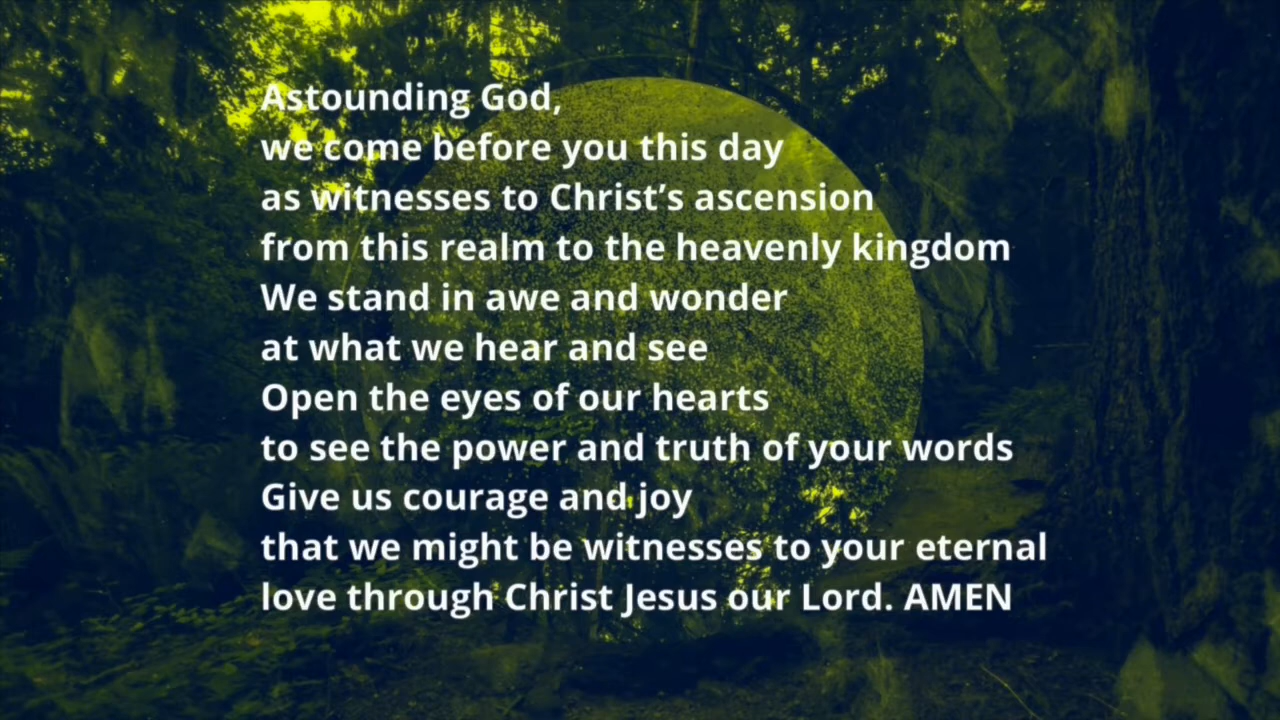 Astounding God,
we come before you this day
as witnesses to Christ’s ascension
from this realm to the heavenly kingdom
We stand in awe and wonder
at what we hear and see
Open the eyes of our hearts
to see the power and truth of your words
Give us courage and joy
that we might be witnesses to your eternal
love through Christ Jesus our Lord. AMEN